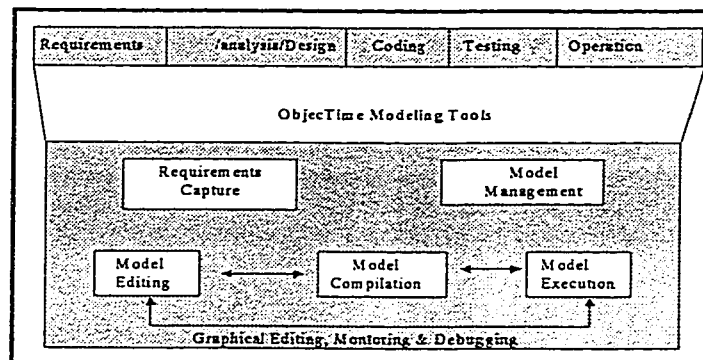 Requirements /analysis/Design Coding Testing Operation
ObjecTime Modeling Tools
Requirements
Capture
Model
Management
Model
Editing
Model
Compilation
Model
Execution
Graphical Editing, Monitoring & Debugging